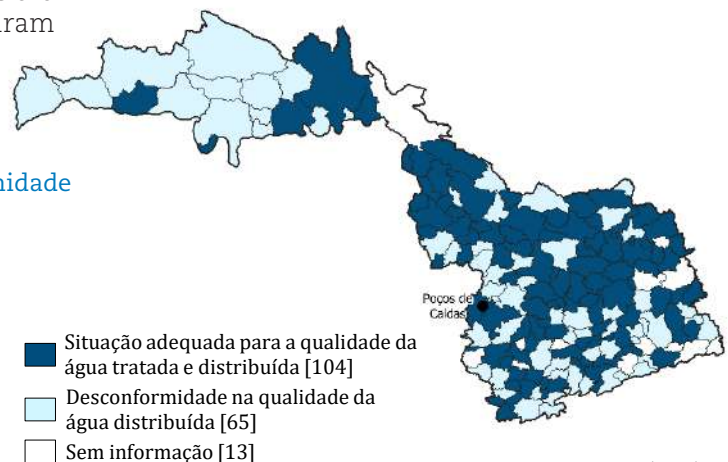 ıram
nidade
Poços de
Caldas
Situação adequada para a qualidade da
água tratada e distribuída [104]
Desconformidade na qualidade da
água distribuída [65]
Sem informação [13]